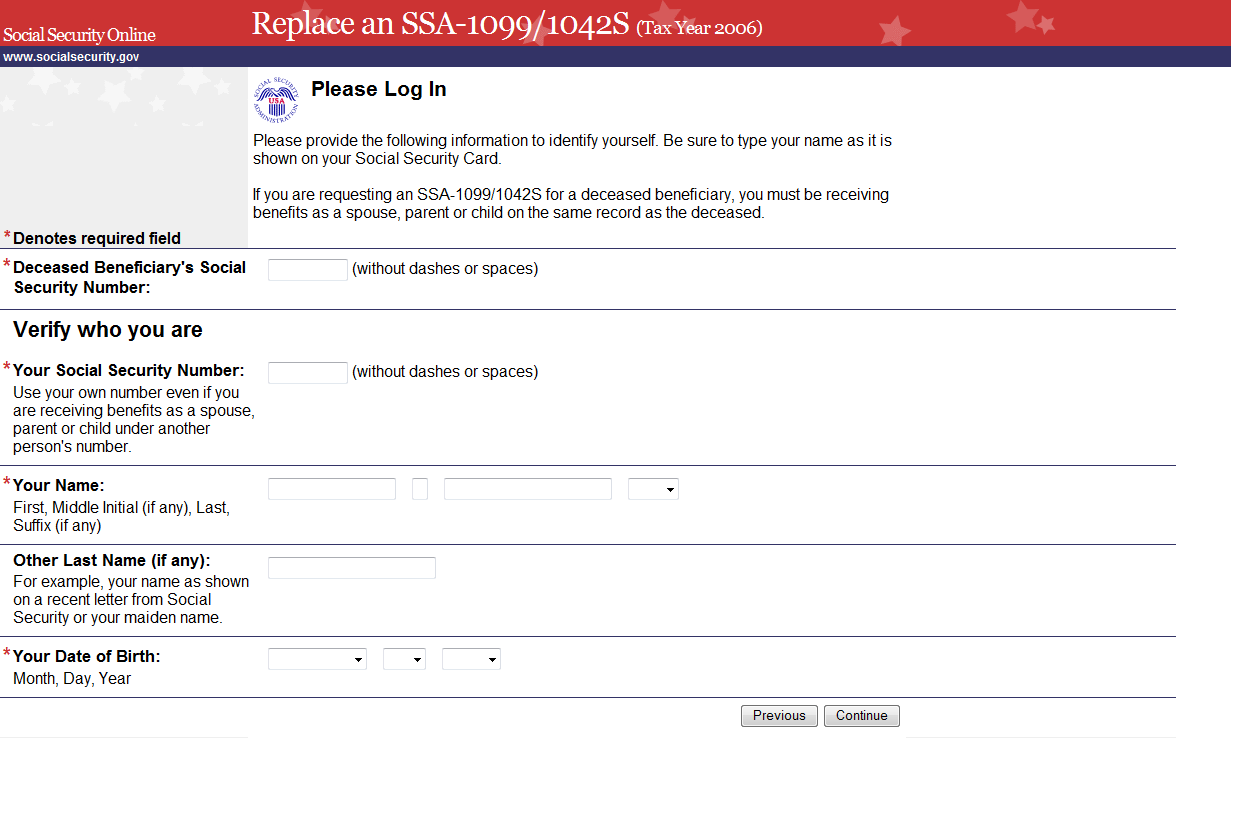 Social Security Online
Replace an SSA-1099/1042S (Tax Year 2006)
www.socialsecurity.gov
SOCIAL SECURITY ADMINISTRATION
USA
Please Log In
Please provide the following information to identify yourself. Be sure to type your name as it is
shown on your Social Security Card.
If you are requesting an SSA-1099/1042S for a deceased beneficiary, you must be receiving
benefits as a spouse, parent or child on the same record as the deceased.
*Denotes required field
*Deceased Beneficiary's Social
Security Number:
(without dashes or spaces)
Verify who you are
*Your Social Security Number:
(without dashes or spaces)
Use your own number even if you
are receiving benefits as a spouse,
parent or child under another
person's number.
*Your Name:
First, Middle Initial (if any), Last,
Suffix (if any)
Other Last Name (if any):
For example, your name as shown
on a recent letter from Social
Security or your maiden name.
*Your Date of Birth:
Month, Day, Year
Previous
Continue